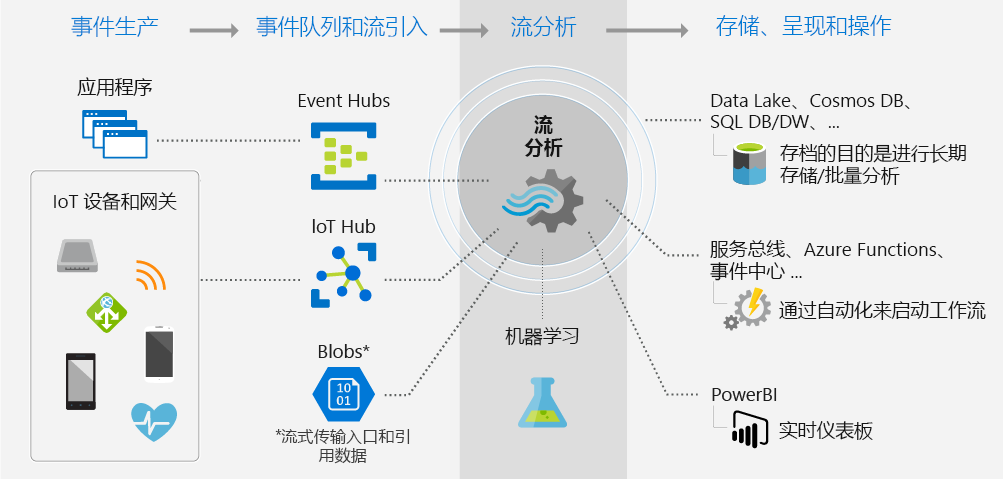 事件生产
事件队列和流引入
流分析
存储、呈现和操作
应用程序
IoT 设备和网关
Event Hubs
IoT Hub
Blobs*
10
01
*流式传输入口和引
用数据
流
分析
机器学习
Data Lake、Cosmos DB、
SQL DB/DW、...
存档的目的是进行长期
存储/批量分析
服务总线、Azure Functions、
事件中心 ...
通过自动化来启动工作流
PowerBI
实时仪表板